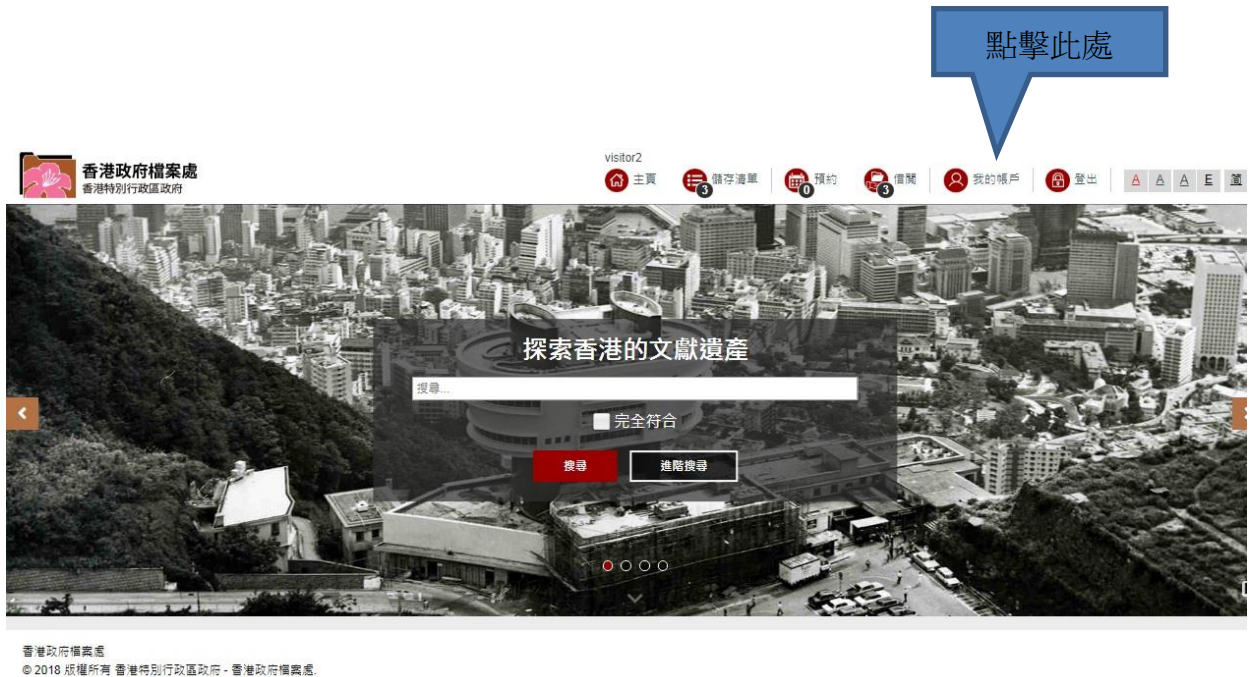 點擊此處
visitor2
香港政府檔案處
香港特別行政區政府
主頁 儲存清單 3 預約 0 借閱 3 我的帳戶 登出 A A A E 简
探索香港的文獻遺產
搜尋...
完全符合
搜尋 進階搜尋
香港政府檔案處
© 2018 版權所有 香港特別行政區政府 - 香港政府檔案處.